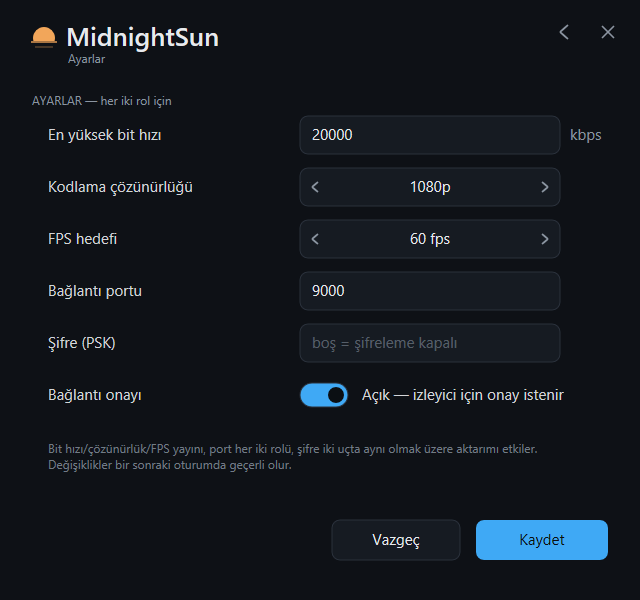 MidnightSun
Ayarlar
AYARLAR — her iki rol için
En yüksek bit hızı
20000
kbps
Kodlama çözünürlüğü
1080p
FPS hedefi
60 fps
Bağlantı portu
9000
Şifre (PSK)
boş = şifreleme kapalı
Bağlantı onayı
Açık — izleyici için onay istenir
Bit hızı/çözünürlük/FPS yayını, port her iki rolü, şifre iki uçta aynı olmak üzere aktarımı etkiler.
Değişiklikler bir sonraki oturumda geçerli olur.
Vazgeç
Kaydet